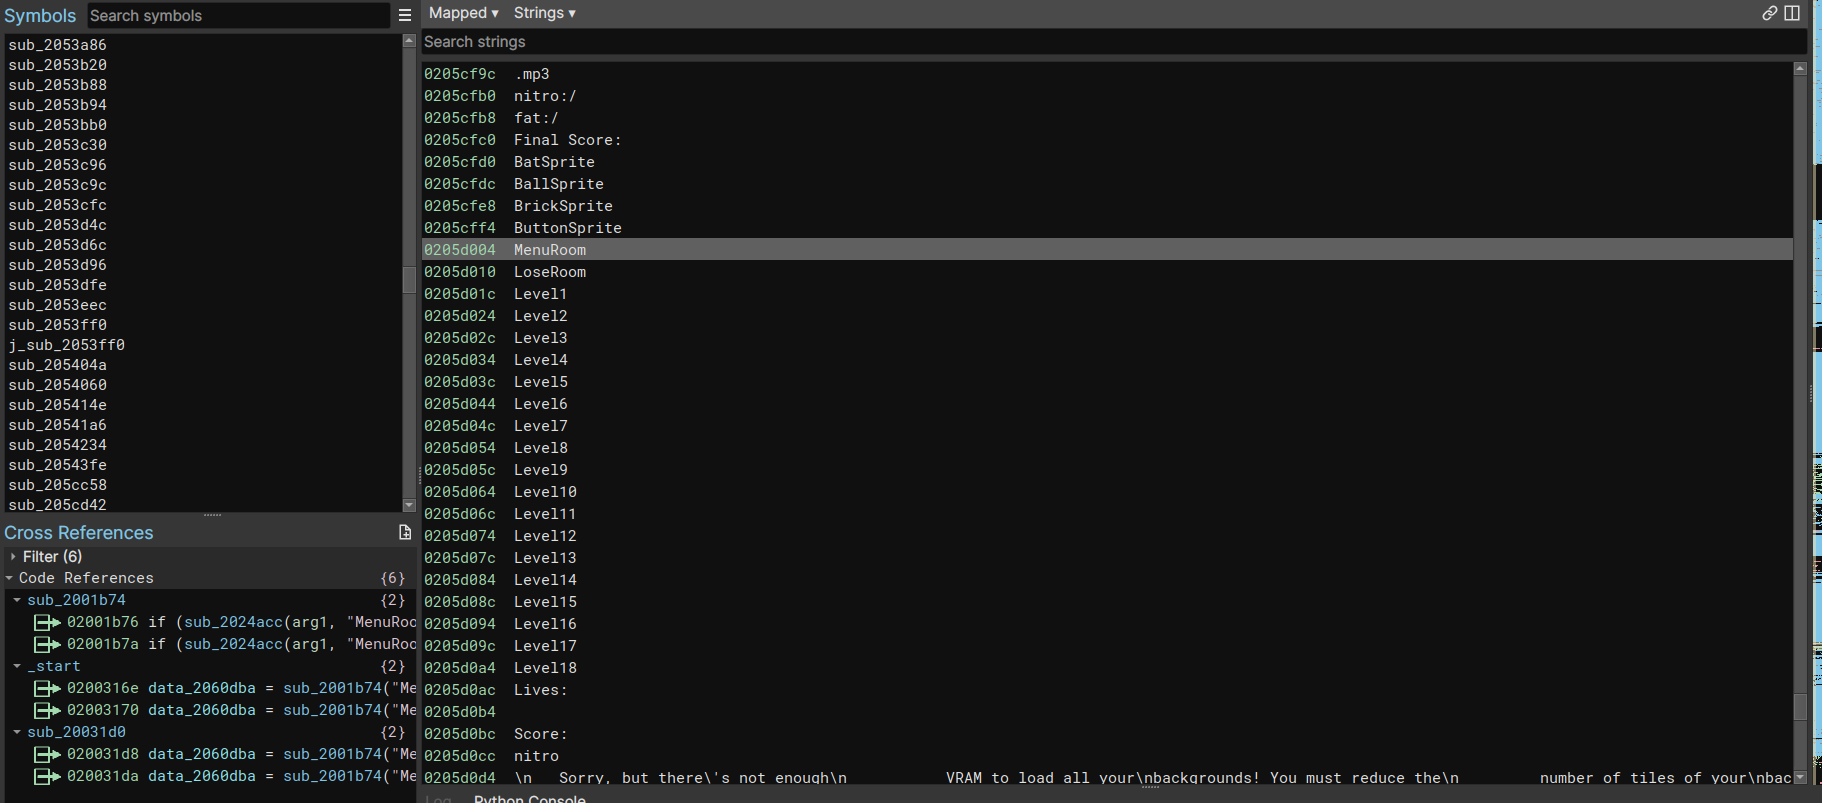 Symbols
Search symbols
sub_2053a86
sub_2053b20
sub_2053b88
sub_2053b94
sub_2053bb0
sub_2053c30
sub_2053c96
sub_2053c9c
sub_2053cfc
sub_2053d4c
sub_2053d6c
sub_2053d96
sub_2053dfe
sub_2053eec
sub_2053ff0
j_sub_2053ff0
sub_205404a
sub_2054060
sub_205414e
sub_20541a6
sub_2054234
sub_20543fe
sub_205cc58
sub_205cd42
Cross References
Filter (6)
Code References {6}
sub_2001b74 {2}
02001b76 if (sub_2024acc(arg1, "MenuRoo
02001b7a if (sub_2024acc(arg1, "MenuRoo
_start {2}
0200316e data_2060dba = sub_2001b74("Me
02003170 data_2060dba = sub_2001b74("Me
sub_20031d0 {2}
020031d8 data_2060dba = sub_2001b74("Me
020031da data_2060dba = sub_2001b74("Me
Mapped ▾ Strings ▾
Search strings
0205cf9c .mp3
0205cfb0 nitro:/
0205cfb8 fat:/
0205cfc0 Final Score:
0205cfd0 BatSprite
0205cfdc BallSprite
0205cfe8 BrickSprite
0205cff4 ButtonSprite
0205d004 MenuRoom
0205d010 LoseRoom
0205d01c Level1
0205d024 Level2
0205d02c Level3
0205d034 Level4
0205d03c Level5
0205d044 Level6
0205d04c Level7
0205d054 Level8
0205d05c Level9
0205d064 Level10
0205d06c Level11
0205d074 Level12
0205d07c Level13
0205d084 Level14
0205d08c Level15
0205d094 Level16
0205d09c Level17
0205d0a4 Level18
0205d0ac Lives:
0205d0b4
0205d0bc Score:
0205d0cc nitro
0205d0d4 \n   Sorry, but there\'s not enough\n           VRAM to load all your\nbackgrounds! You must reduce the\n         number of tiles of your\nbac
Log Python Console